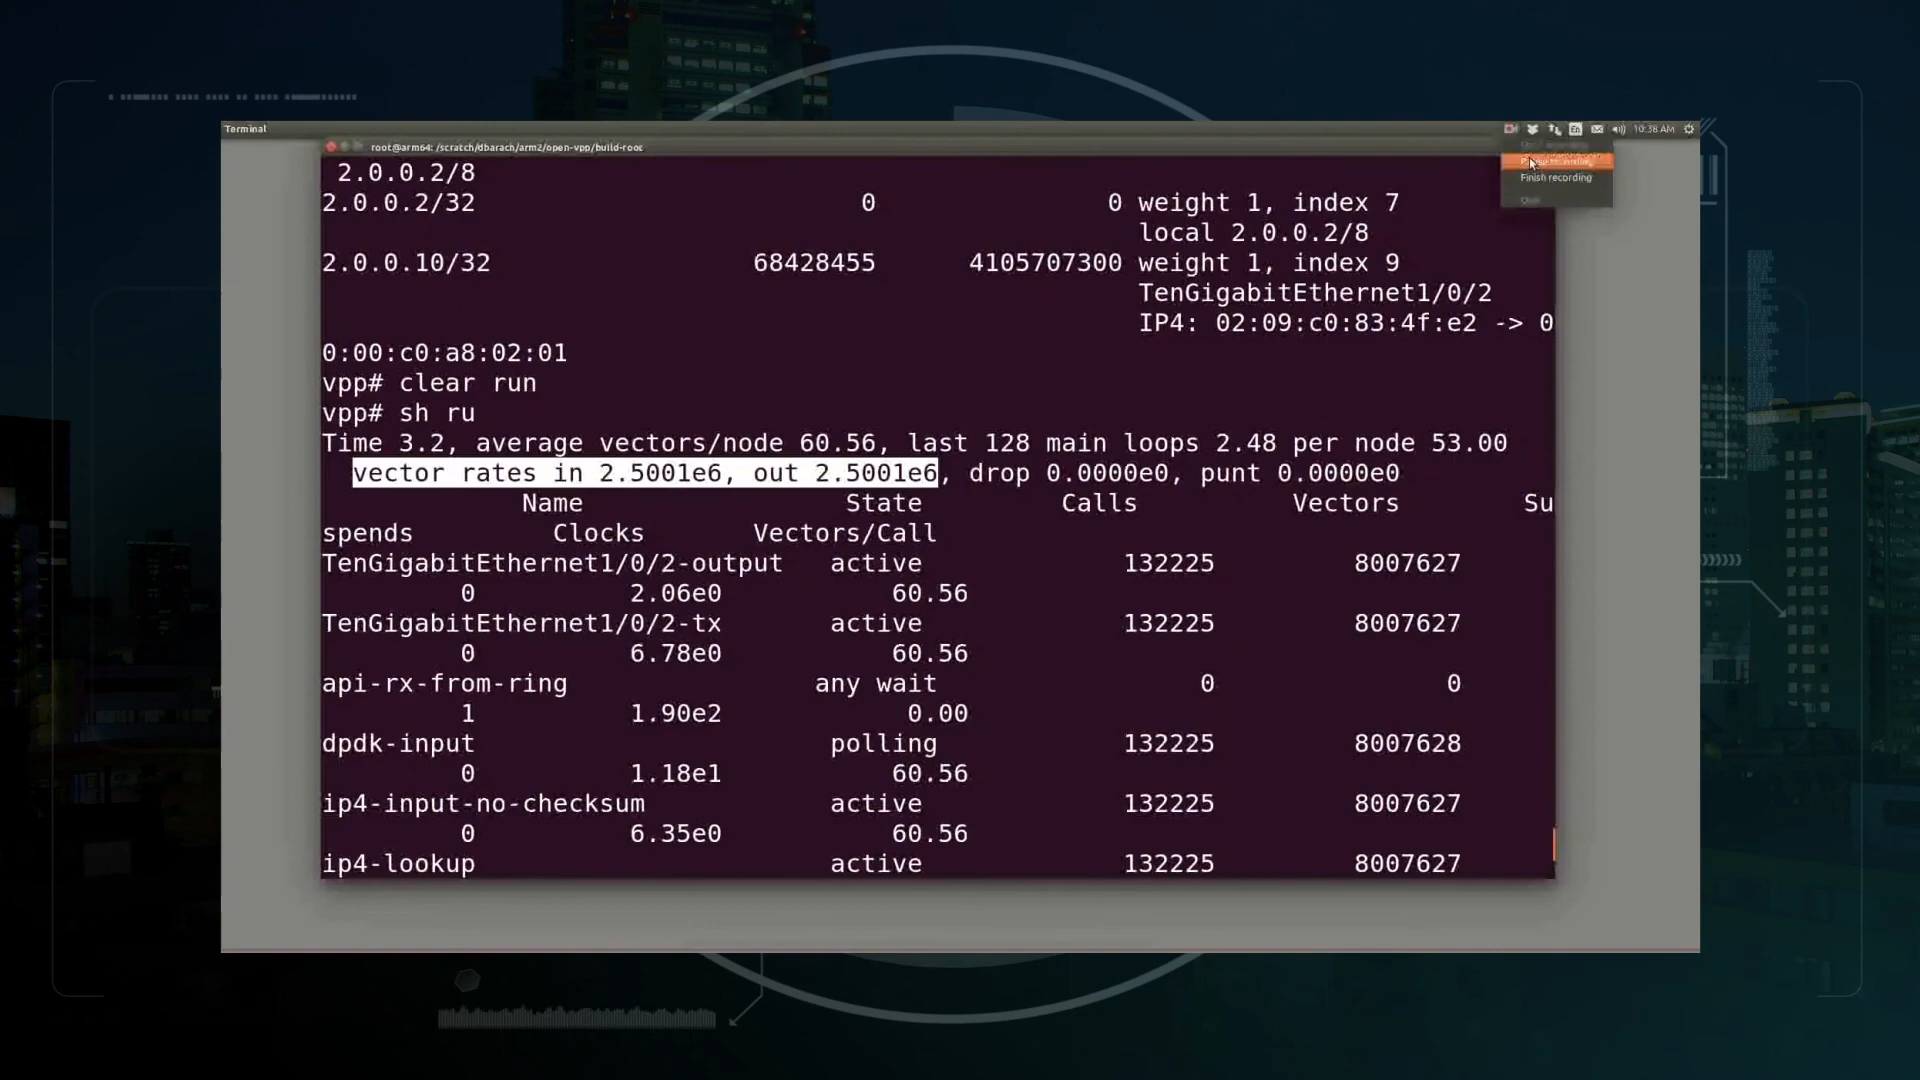 Terminal
10:38 AM
root@arm64: /scratch/dbarach/arm2/open-vpp/build-root
Finish recording
2.0.0.2/8
2.0.0.2/32 0 0 weight 1, index 7
local 2.0.0.2/8
2.0.0.10/32 68428455 4105707300 weight 1, index 9
TenGigabitEthernet1/0/2
IP4: 02:09:c0:83:4f:e2 -> 0
0:00:c0:a8:02:01
vpp# clear run
vpp# sh ru
Time 3.2, average vectors/node 60.56, last 128 main loops 2.48 per node 53.00
vector rates in 2.5001e6, out 2.5001e6, drop 0.0000e0, punt 0.0000e0
Name State Calls Vectors Su
spends Clocks Vectors/Call
TenGigabitEthernet1/0/2-output active 132225 8007627
0 2.06e0 60.56
TenGigabitEthernet1/0/2-tx active 132225 8007627
0 6.78e0 60.56
api-rx-from-ring any wait 0 0
1 1.90e2 0.00
dpdk-input polling 132225 8007628
0 1.18e1 60.56
ip4-input-no-checksum active 132225 8007627
0 6.35e0 60.56
ip4-lookup active 132225 8007627